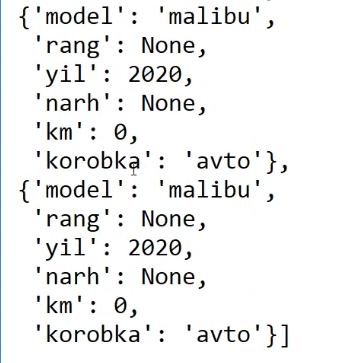 {'model': 'malibu',
'rang': None,
'yil': 2020,
'narh': None,
'km': 0,
'korobka': 'avto'},
{'model': 'malibu',
'rang': None,
'yil': 2020,
'narh': None,
'km': 0,
'korobka': 'avto'}]